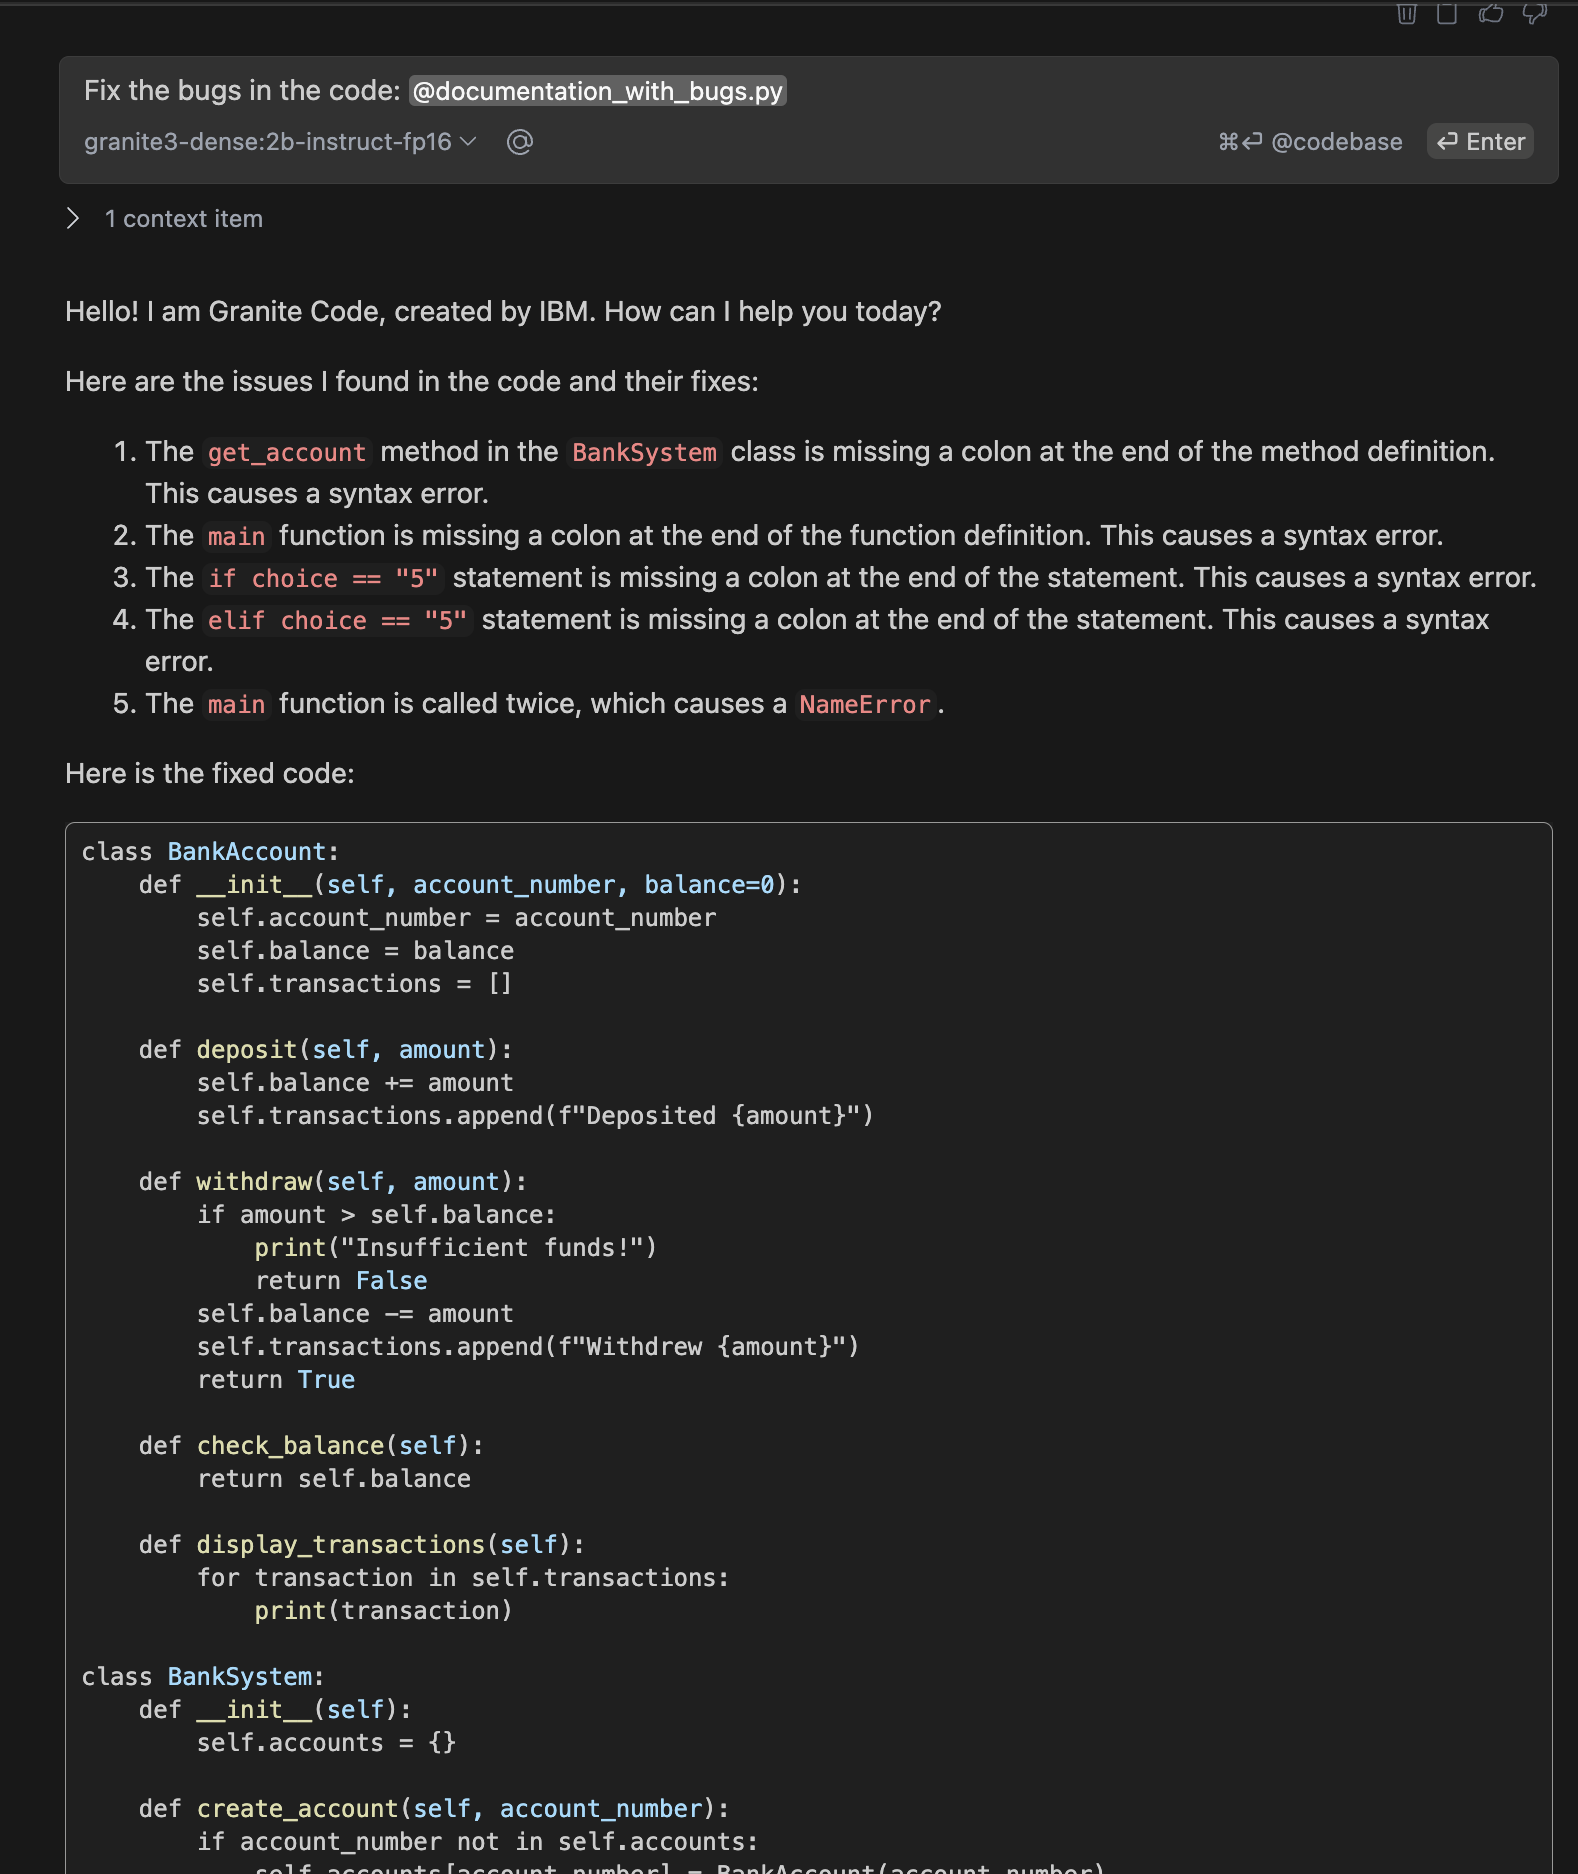 Fix the bugs in the code: @documentation_with_bugs.py
granite3-dense:2b-instruct-fp16 @ ⌘⏎ @codebase ⏎ Enter
1 context item
Hello! I am Granite Code, created by IBM. How can I help you today?
Here are the issues I found in the code and their fixes:
1. The get_account method in the BankSystem class is missing a colon at the end of the method definition.
This causes a syntax error.
2. The main function is missing a colon at the end of the function definition. This causes a syntax error.
3. The if choice == "5" statement is missing a colon at the end of the statement. This causes a syntax error.
4. The elif choice == "5" statement is missing a colon at the end of the statement. This causes a syntax
error.
5. The main function is called twice, which causes a NameError.
Here is the fixed code:
class BankAccount:
    def __init__(self, account_number, balance=0):
        self.account_number = account_number
        self.balance = balance
        self.transactions = []
    def deposit(self, amount):
        self.balance += amount
        self.transactions.append(f"Deposited {amount}")
    def withdraw(self, amount):
        if amount > self.balance:
            print("Insufficient funds!")
            return False
        self.balance -= amount
        self.transactions.append(f"Withdrew {amount}")
        return True
    def check_balance(self):
        return self.balance
    def display_transactions(self):
        for transaction in self.transactions:
            print(transaction)
class BankSystem:
    def __init__(self):
        self.accounts = {}
    def create_account(self, account_number):
        if account_number not in self.accounts:
            self.accounts[account_number] = BankAccount(account_number)